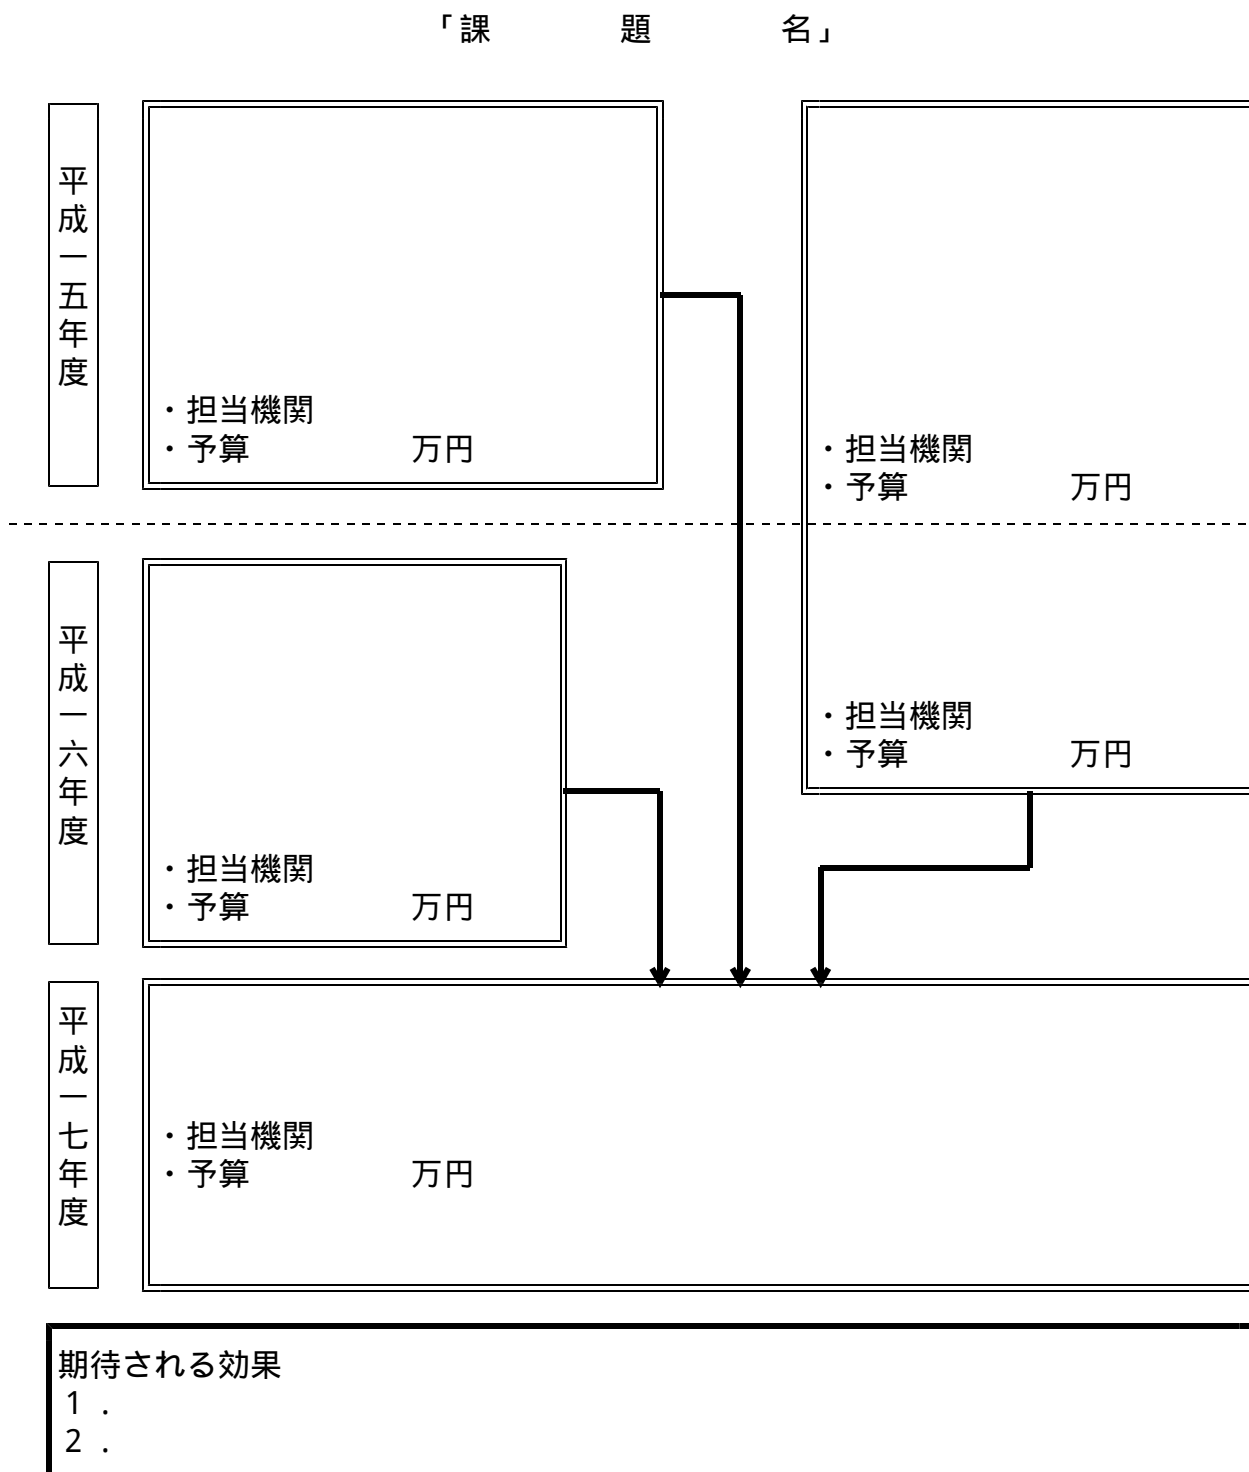 「課　　　　題　　　　名」
平成一五年度
・担当機関
・予算　　　　　万円
・担当機関
・予算　　　　　万円
平成一六年度
・担当機関
・予算　　　　　万円
・担当機関
・予算　　　　　万円
平成一七年度
・担当機関
・予算　　　　　万円
期待される効果
１．
２．